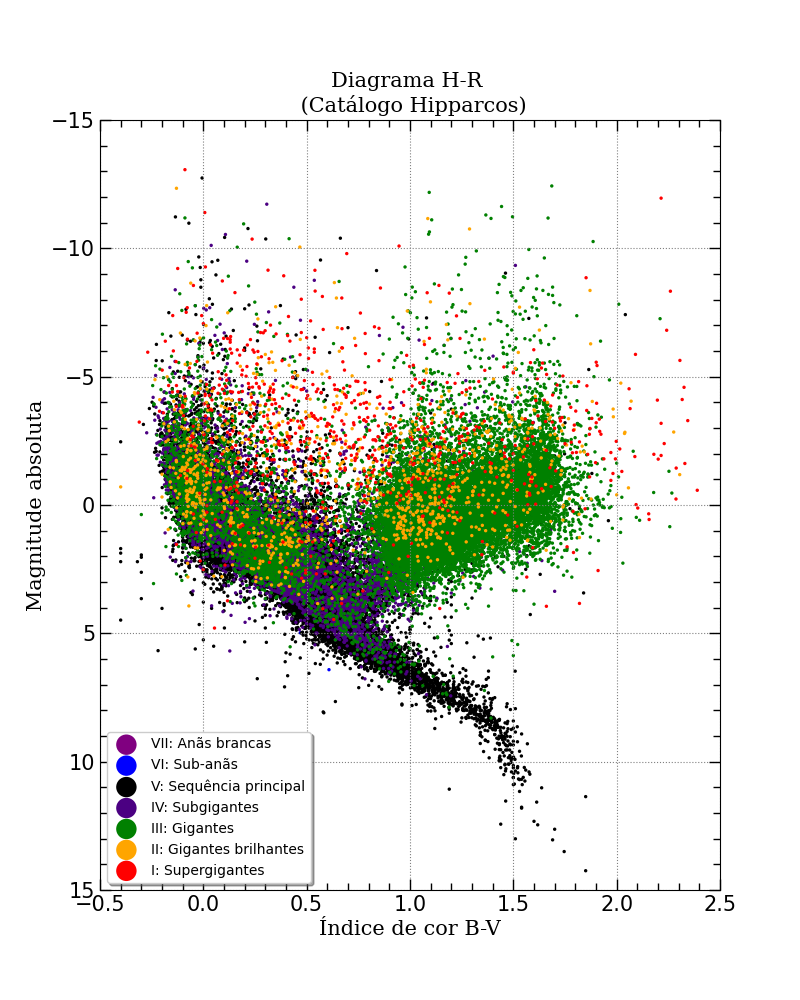 Diagrama H-R
(Catálogo Hipparcos)
−15
−10
−5
0
5
10
15
Magnitude absoluta
VII: Anãs brancas
VI: Sub-anãs
V: Sequência principal
IV: Subgigantes
III: Gigantes
II: Gigantes brilhantes
I: Supergigantes
−0.5 0.0 0.5 1.0 1.5 2.0 2.5
Índice de cor B-V